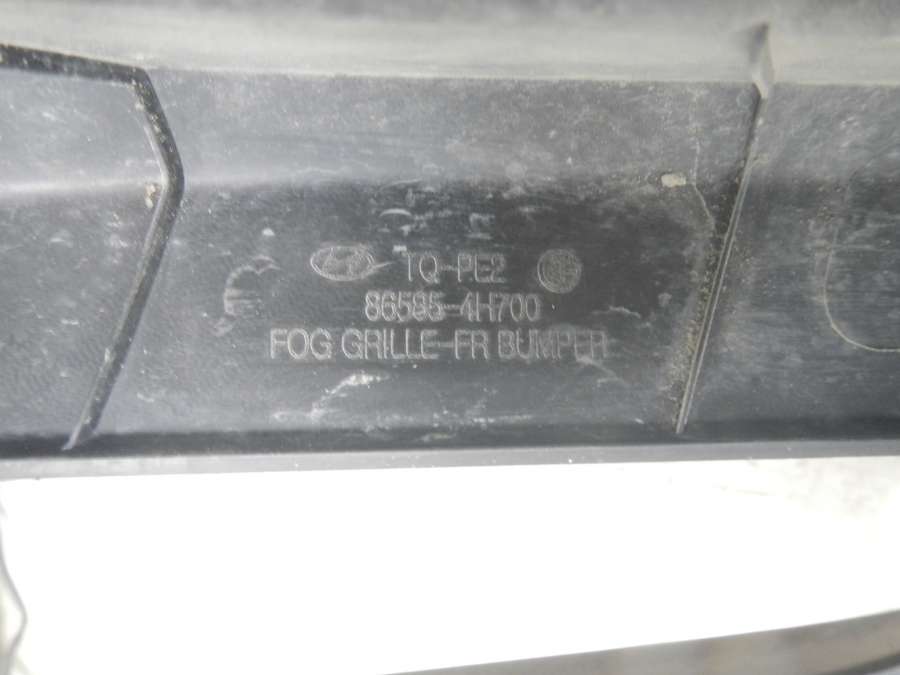 TQ-PE2
86585-4H700
FOG GRILLE-FR BUMPER